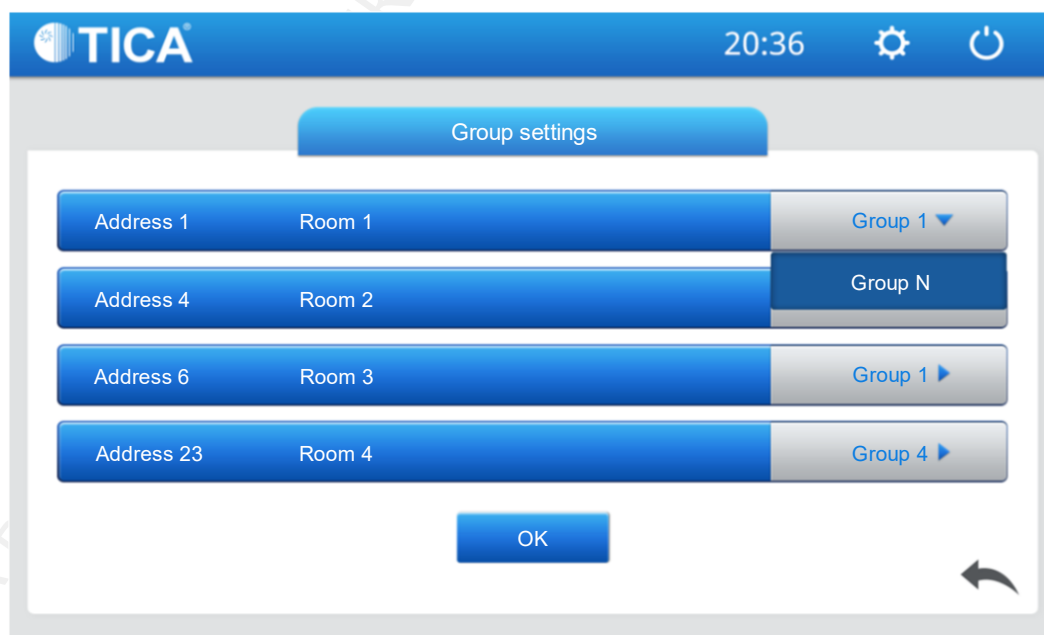 TICA®
20:36
Group settings
Address 1 Room 1 Group 1
Group N
Address 4 Room 2
Address 6 Room 3 Group 1
Address 23 Room 4 Group 4
OK